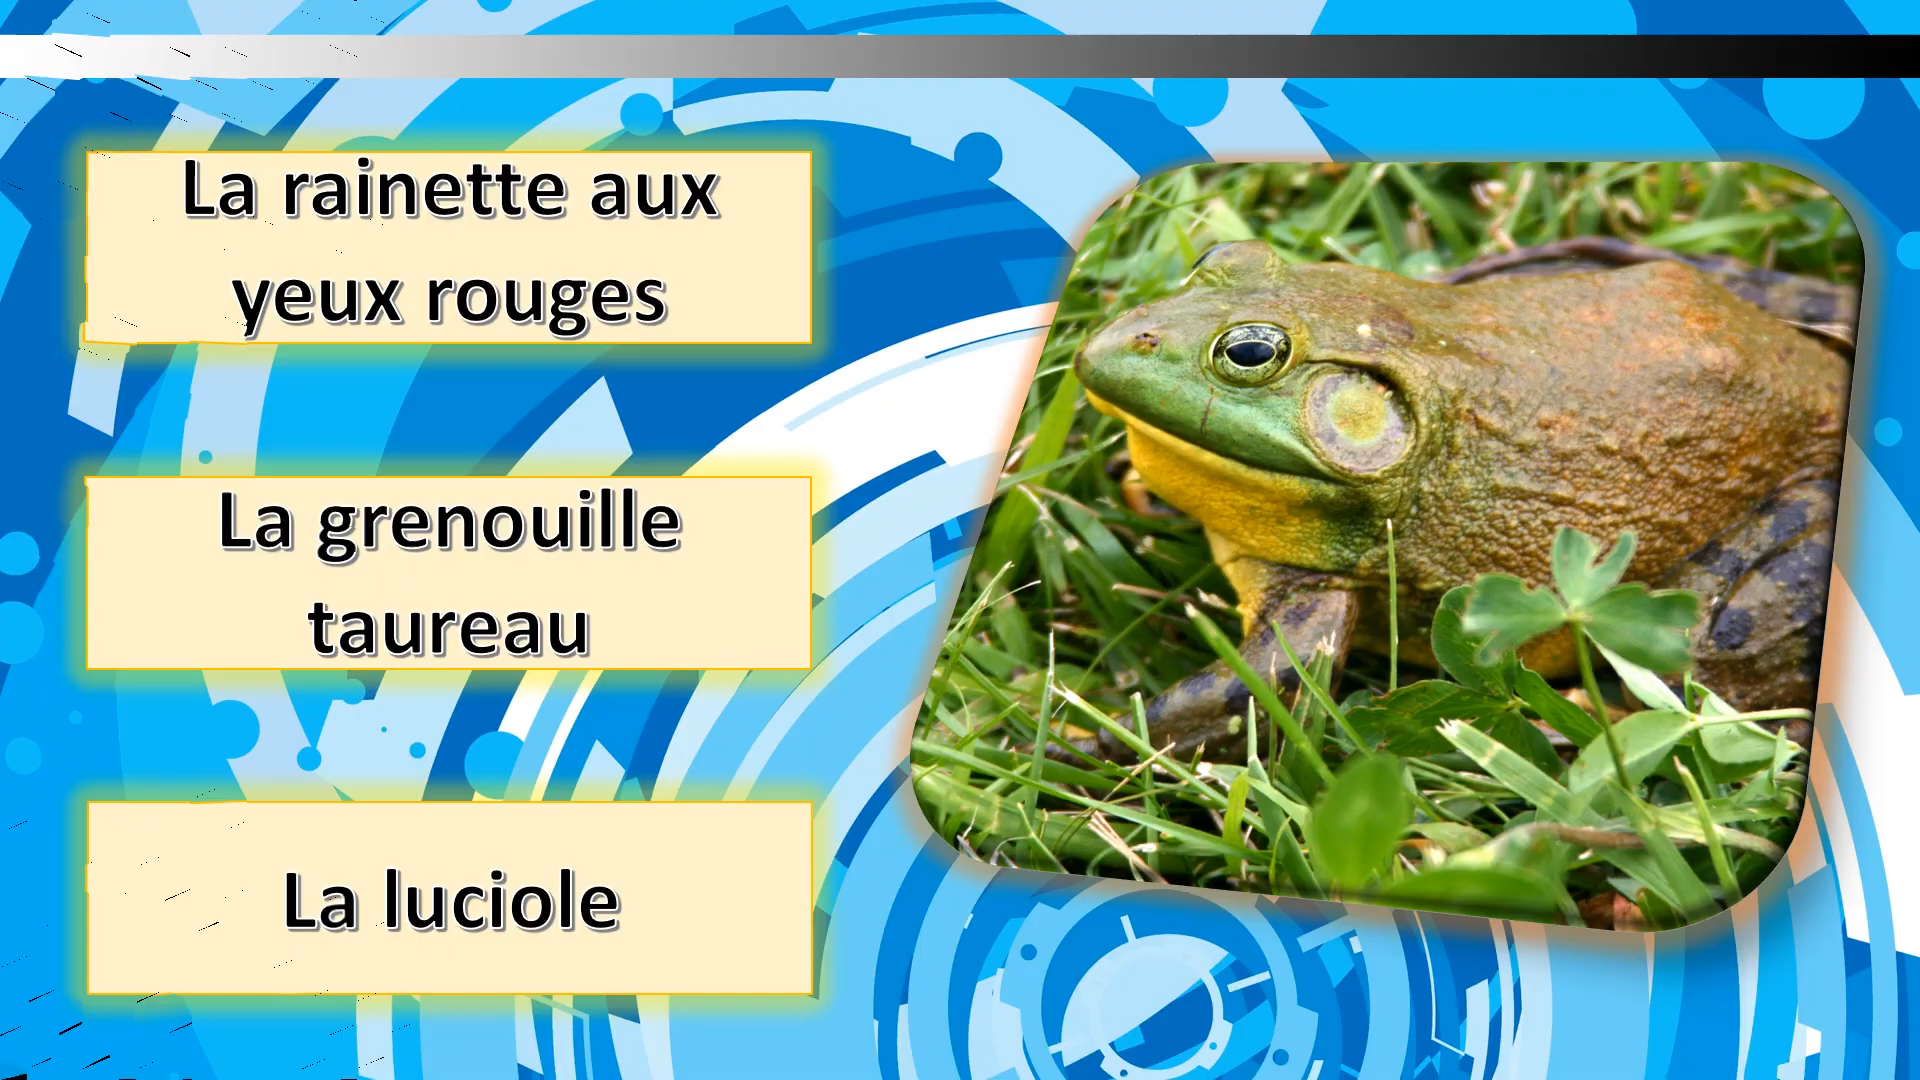 La rainette aux
yeux rouges
La grenouille
taureau
La luciole